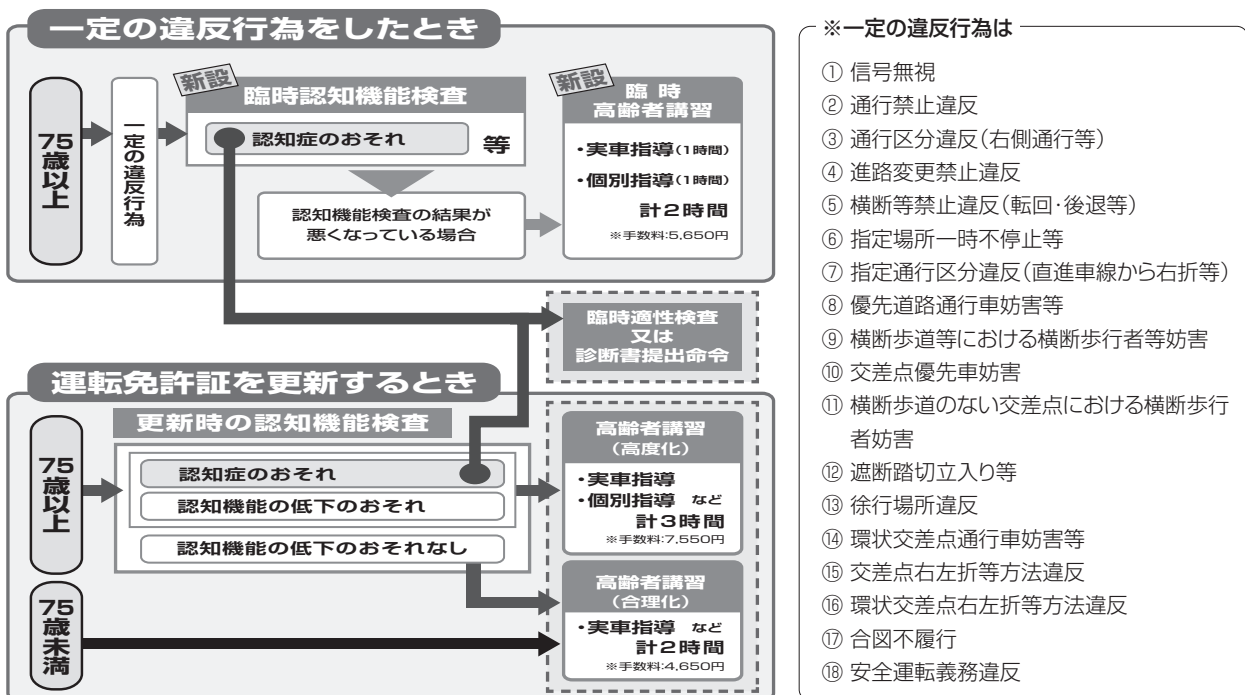 一定の違反行為をしたとき
75歳以上
一定の違反行為
新設
臨時認知機能検査
認知症のおそれ 等
認知機能検査の結果が
悪くなっている場合
新設
臨時
高齢者講習
・実車指導(1時間)
・個別指導(1時間)
計2時間
※手数料:5,650円
臨時適性検査
又は
診断書提出命令
運転免許証を更新するとき
75歳以上
更新時の認知機能検査
認知症のおそれ
認知機能の低下のおそれ
認知機能の低下のおそれなし
高齢者講習
(高度化)
・実車指導
・個別指導 など
計3時間
※手数料:7,550円
75歳未満
高齢者講習
(合理化)
・実車指導 など
計2時間
※手数料:4,650円
※一定の違反行為は
① 信号無視
② 通行禁止違反
③ 通行区分違反(右側通行等)
④ 進路変更禁止違反
⑤ 横断等禁止違反(転回・後退等)
⑥ 指定場所一時不停止等
⑦ 指定通行区分違反(直進車線から右折等)
⑧ 優先道路通行車妨害等
⑨ 横断歩道等における横断歩行者等妨害
⑩ 交差点優先車妨害
⑪ 横断歩道のない交差点における横断歩行
者妨害
⑫ 遮断踏切立入り等
⑬ 徐行場所違反
⑭ 環状交差点通行車妨害等
⑮ 交差点右左折等方法違反
⑯ 環状交差点右左折等方法違反
⑰ 合図不履行
⑱ 安全運転義務違反